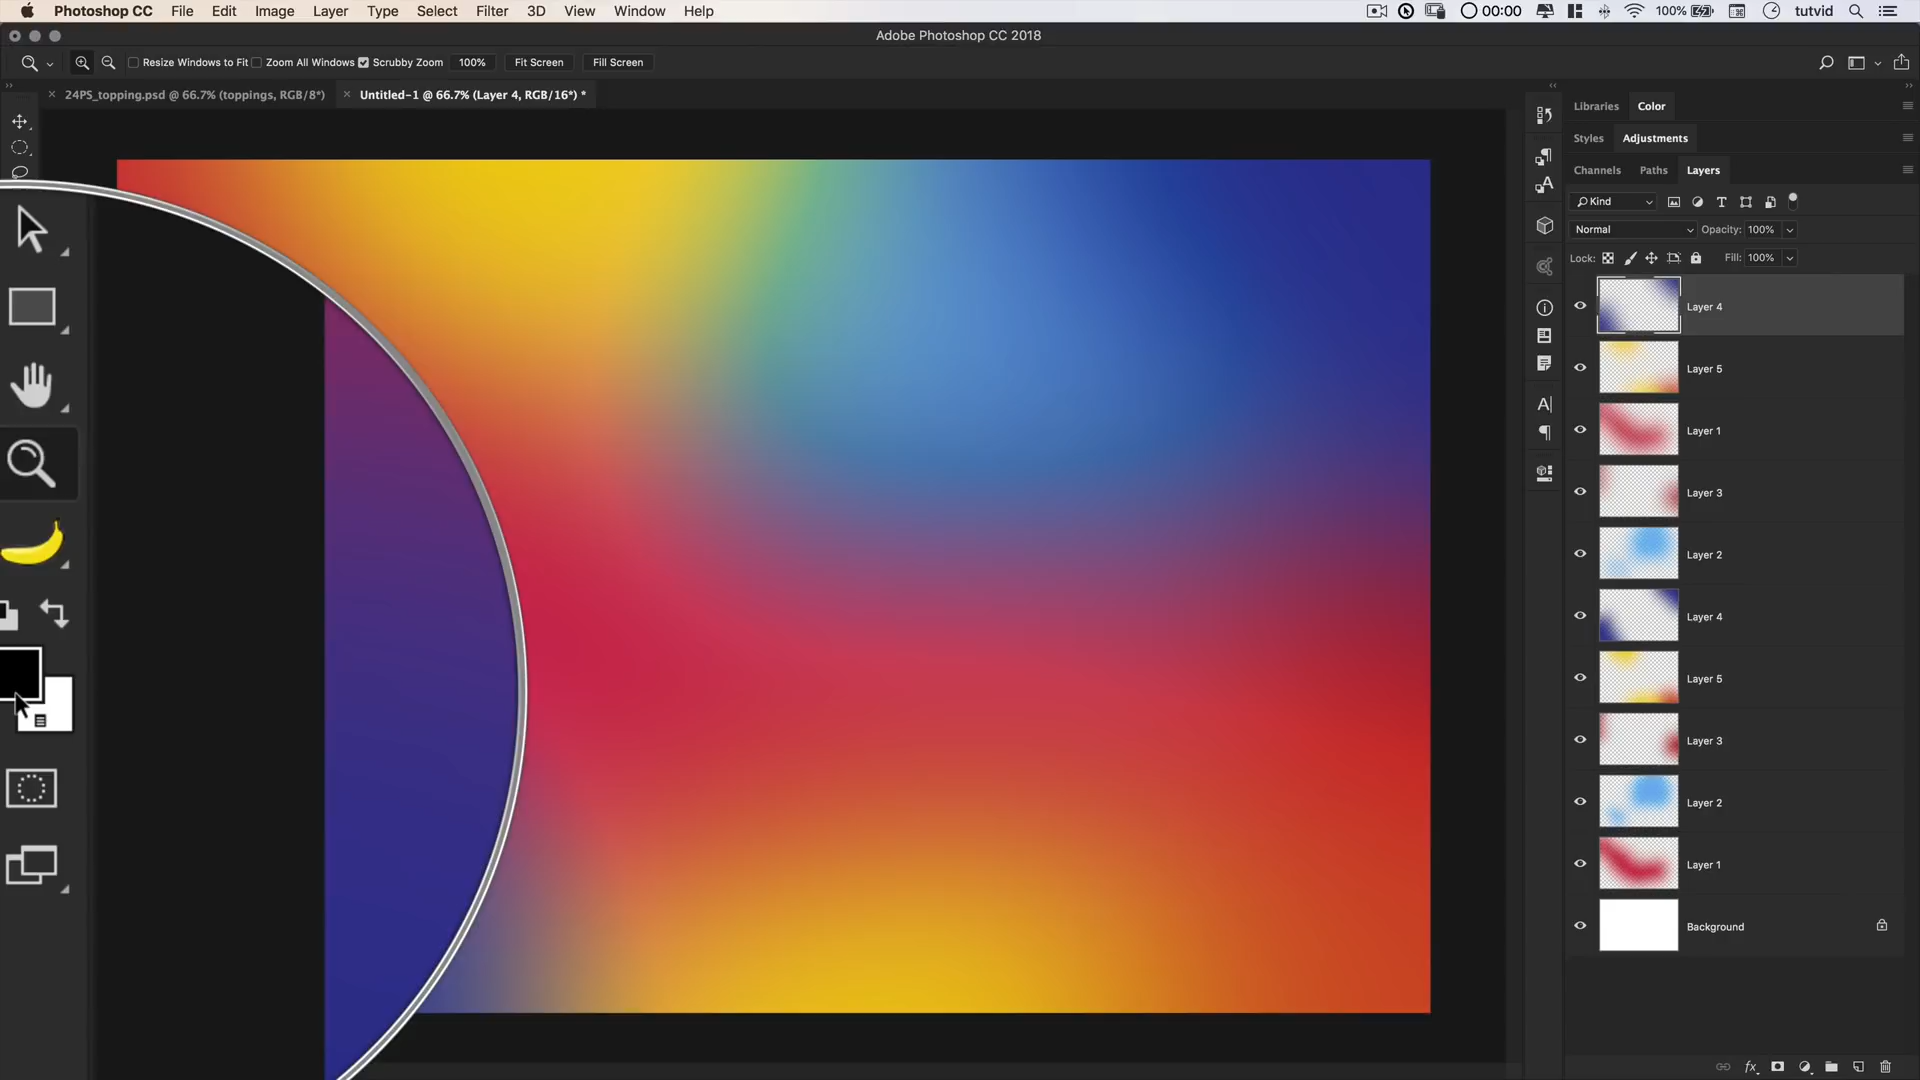 Photoshop CC File Edit Image Layer Type Select Filter 3D View Window Help 00:00 100% tutvid
Adobe Photoshop CC 2018
Resize Windows to Fit Zoom All Windows Scrubby Zoom 100% Fit Screen Fill Screen
24PS_topping.psd @ 66.7% (toppings, RGB/8*) Untitled-1 @ 66.7% (Layer 4, RGB/16*) *
Libraries Color
Styles Adjustments
Channels Paths Layers
Kind
Normal Opacity: 100%
Lock: Fill: 100%
Layer 4
Layer 5
Layer 1
Layer 3
Layer 2
Layer 4
Layer 5
Layer 3
Layer 2
Layer 1
Background